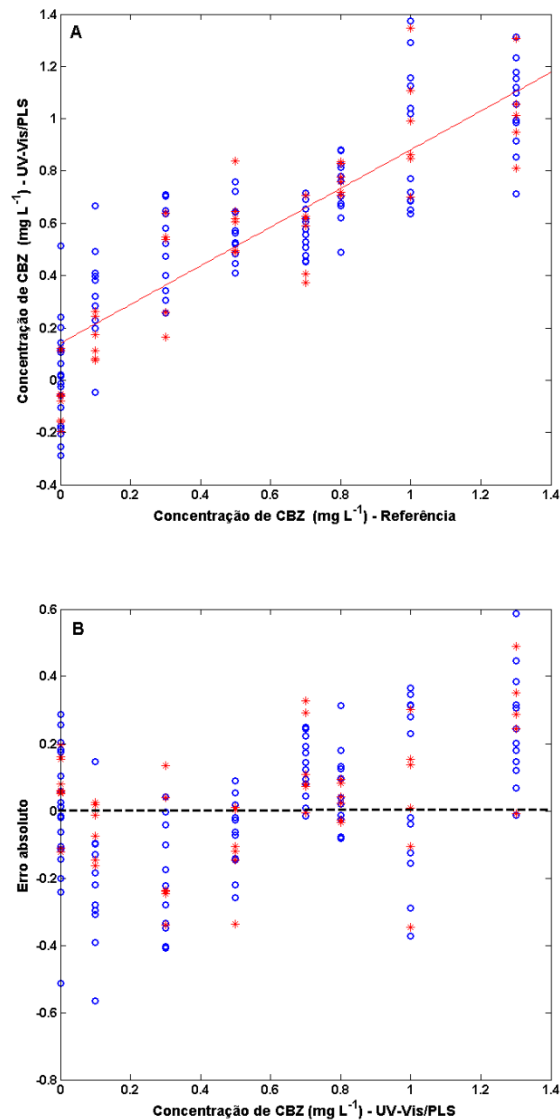 A
1.4
1.2
1
0.8
0.6
0.4
0.2
0
-0.2
-0.4
Concentração de CBZ (mg L⁻¹) - UV-Vis/PLS
0 0.2 0.4 0.6 0.8 1 1.2 1.4
Concentração de CBZ (mg L⁻¹) - Referência
B
0.6
0.4
0.2
0
-0.2
-0.4
-0.6
-0.8
Erro absoluto
0 0.2 0.4 0.6 0.8 1 1.2 1.4
Concentração de CBZ (mg L⁻¹) - UV-Vis/PLS